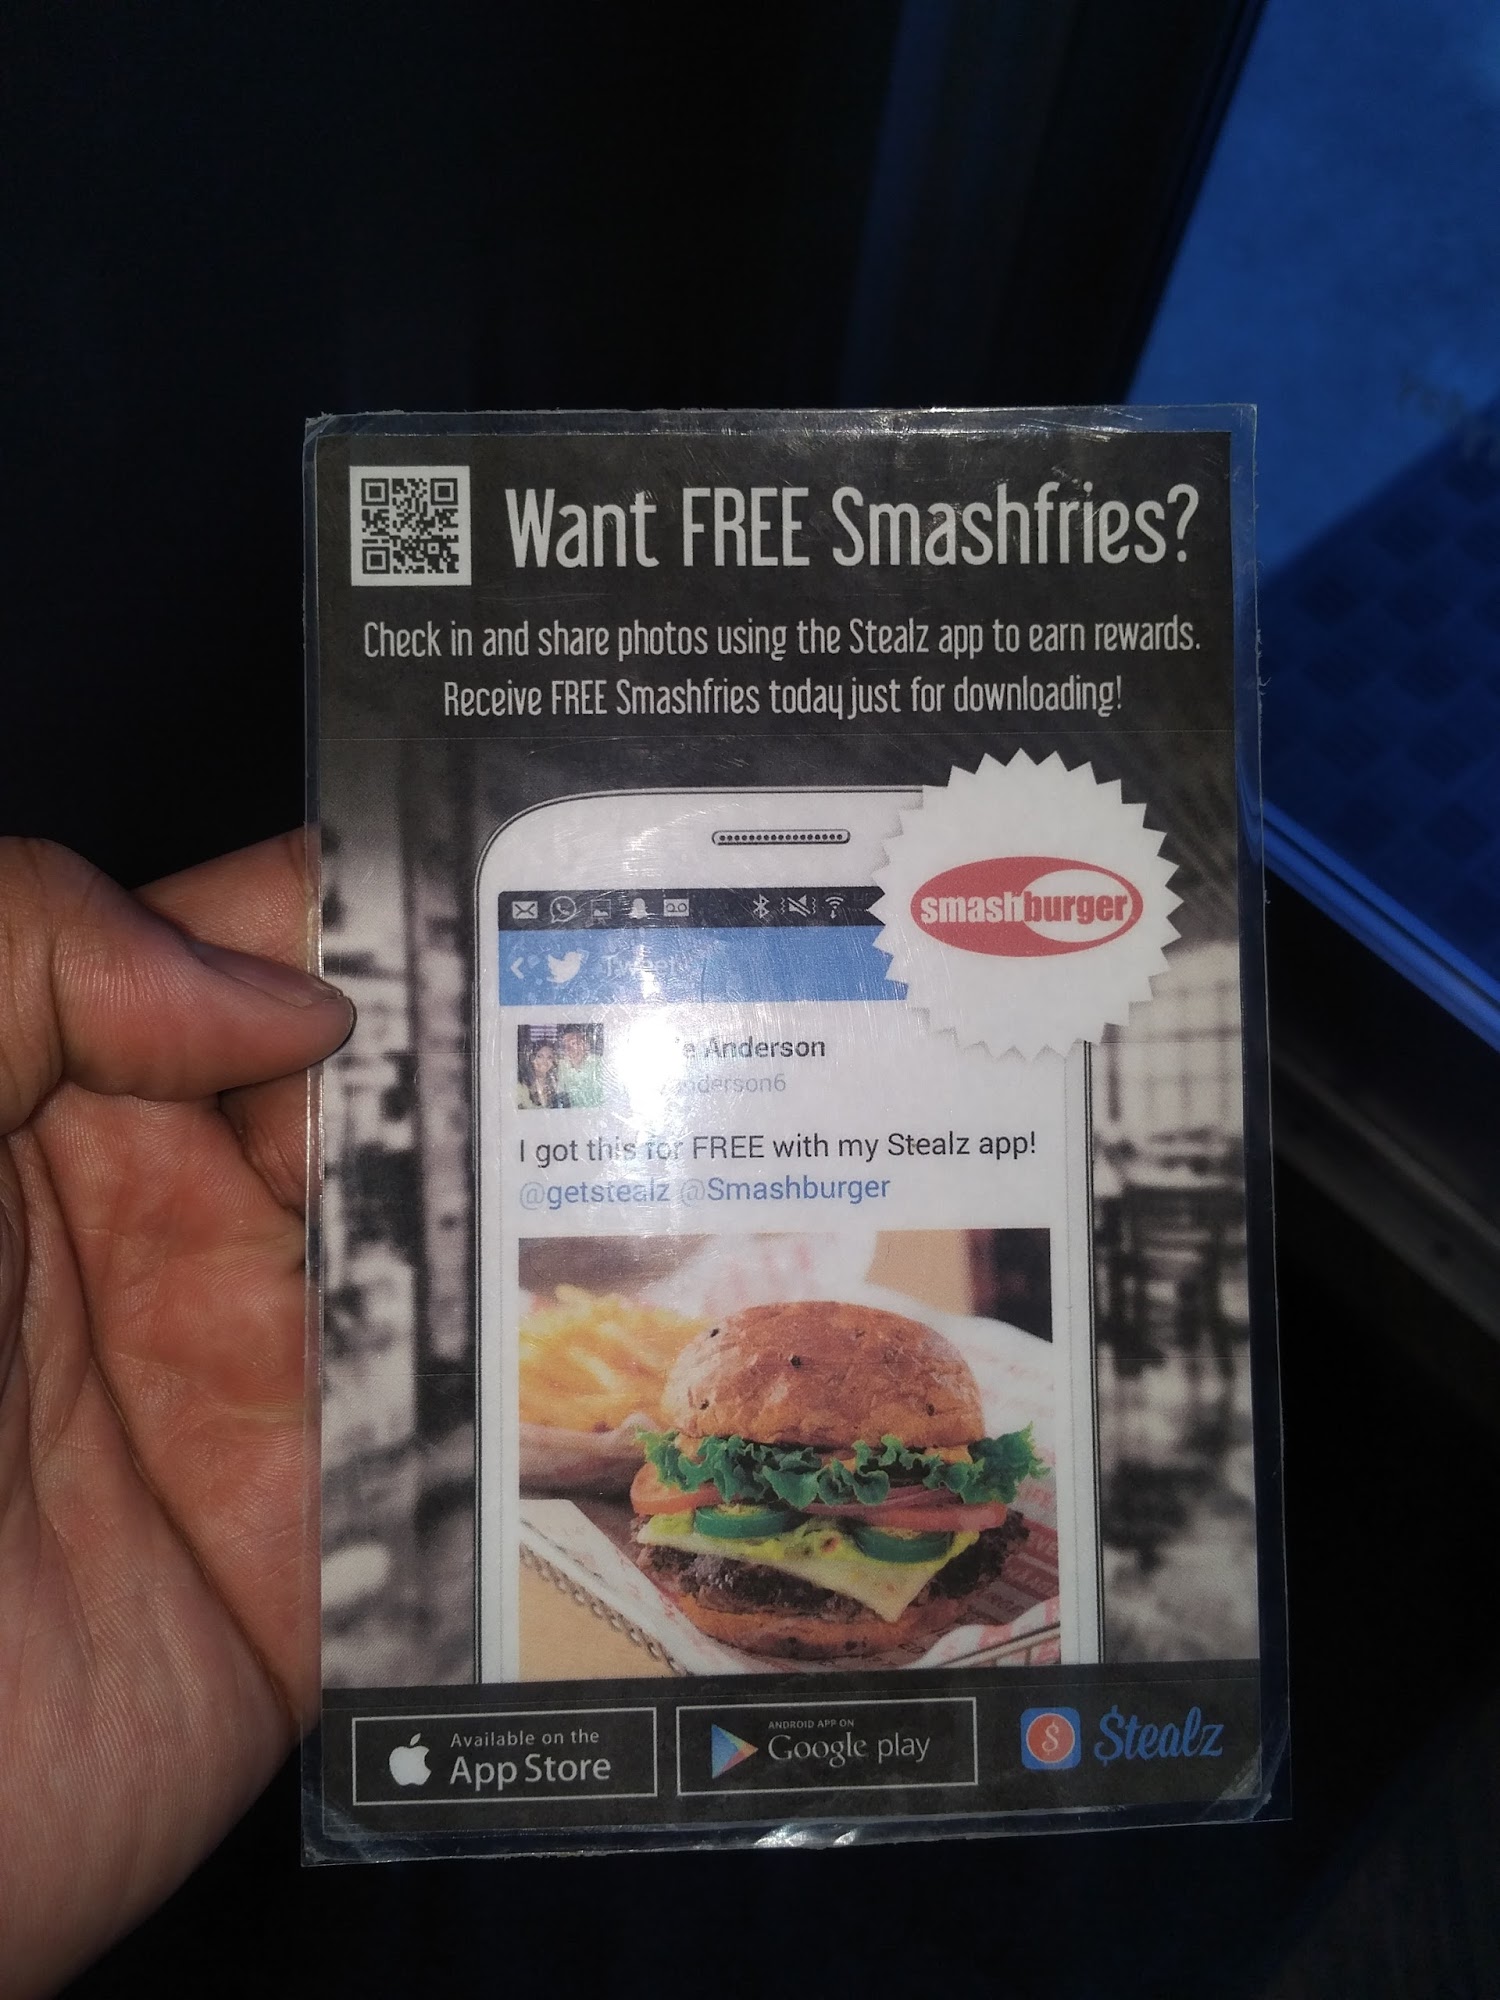 Want FREE Smashfries?
Check in and share photos using the Stealz app to earn rewards.
Receive FREE Smashfries today just for downloading!
smashburger
Tweet
Anderson
I got this for FREE with my Stealz app!
@getstealz @Smashburger
Available on the
App Store
ANDROID APP ON
Google play
$
$tealz